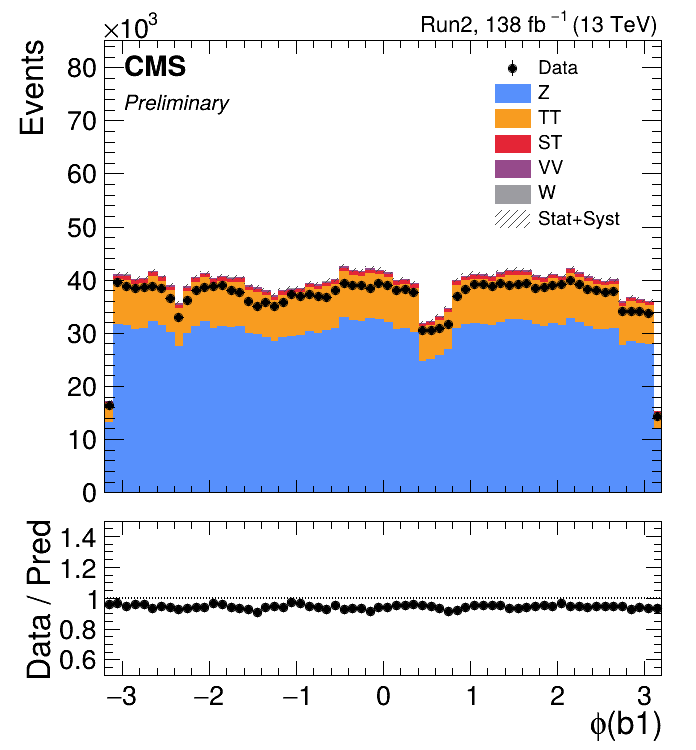 ×10³
Run2, 138 fb⁻¹ (13 TeV)
Events
CMS
Preliminary
Data
Z
TT
ST
VV
W
Stat+Syst
80
70
60
50
40
30
20
10
0
Data / Pred
1.4
1.2
1
0.8
0.6
−3 −2 −1 0 1 2 3
ϕ(b1)